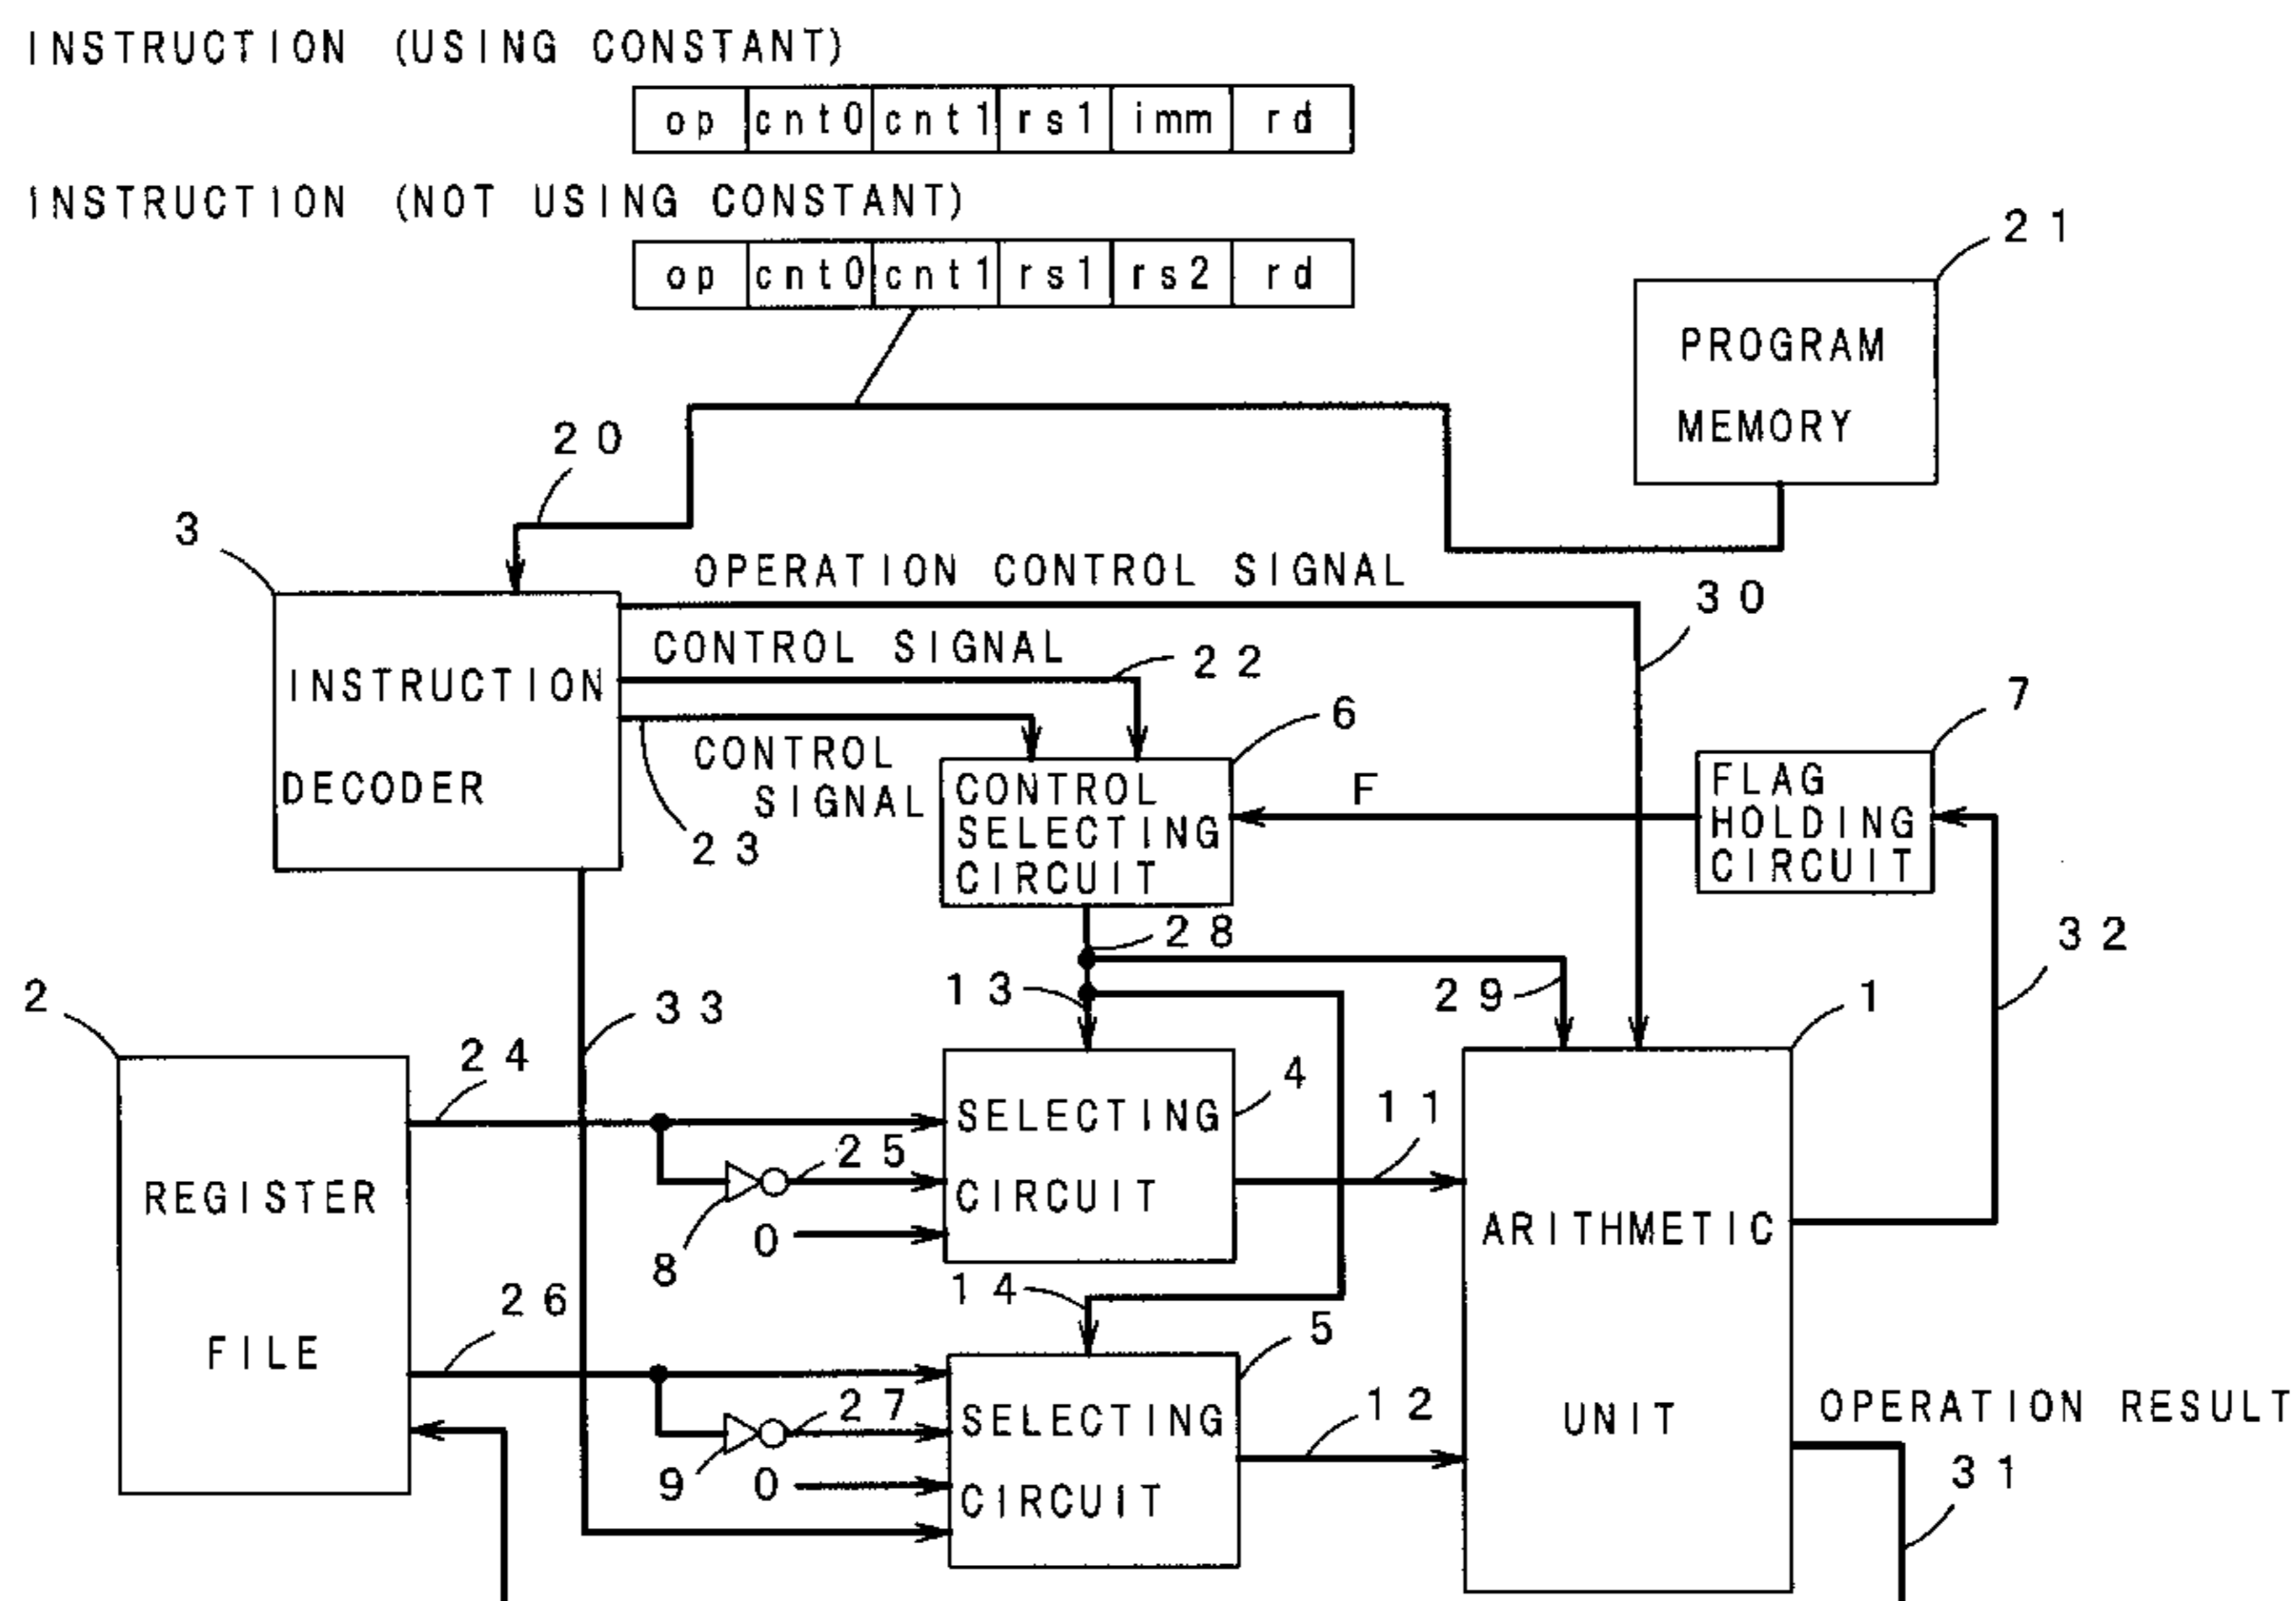 INSTRUCTION (USING CONSTANT)
op cnt0 cnt1 rs1 imm rd
INSTRUCTION (NOT USING CONSTANT)
op cnt0 cnt1 rs1 rs2 rd
21
PROGRAM
MEMORY
20
3
OPERATION CONTROL SIGNAL
30
CONTROL SIGNAL
22
INSTRUCTION
DECODER
CONTROL
SIGNAL
23
6
CONTROL
SELECTING
CIRCUIT
F
7
FLAG
HOLDING
CIRCUIT
28
32
13
29
2
33
1
24
4
SELECTING
CIRCUIT
11
25
8
0
REGISTER
FILE
ARITHMETIC
UNIT
14
26
5
SELECTING
CIRCUIT
27
12
9
0
OPERATION RESULT
31